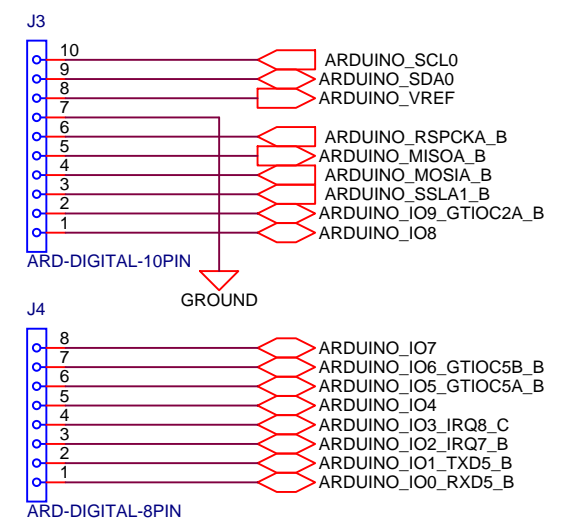 J3
10 ARDUINO_SCL0
9 ARDUINO_SDA0
8 ARDUINO_VREF
7
6 ARDUINO_RSPCKA_B
5 ARDUINO_MISOA_B
4 ARDUINO_MOSIA_B
3 ARDUINO_SSLA1_B
2 ARDUINO_IO9_GTIOC2A_B
1 ARDUINO_IO8
ARD-DIGITAL-10PIN
GROUND
J4
8 ARDUINO_IO7
7 ARDUINO_IO6_GTIOC5B_B
6 ARDUINO_IO5_GTIOC5A_B
5 ARDUINO_IO4
4 ARDUINO_IO3_IRQ8_C
3 ARDUINO_IO2_IRQ7_B
2 ARDUINO_IO1_TXD5_B
1 ARDUINO_IO0_RXD5_B
ARD-DIGITAL-8PIN